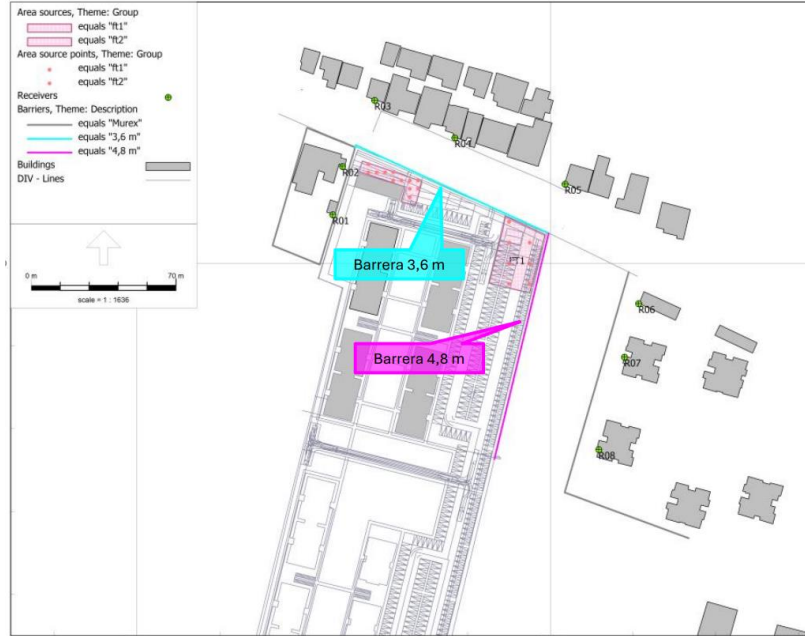 Area sources, Theme: Group
equals "ft1"
equals "ft2"
Area source points, Theme: Group
equals "ft1"
equals "ft2"
Receivers
Barriers, Theme: Description
equals "Murex"
equals "3,6 m"
equals "4,8 m"
Buildings
DIV - Lines
0 m
70 m
scale = 1 : 1636
R03
R04
R02
R05
R01
Barrera 3,6 m
FT1
R06
Barrera 4,8 m
R07
R08